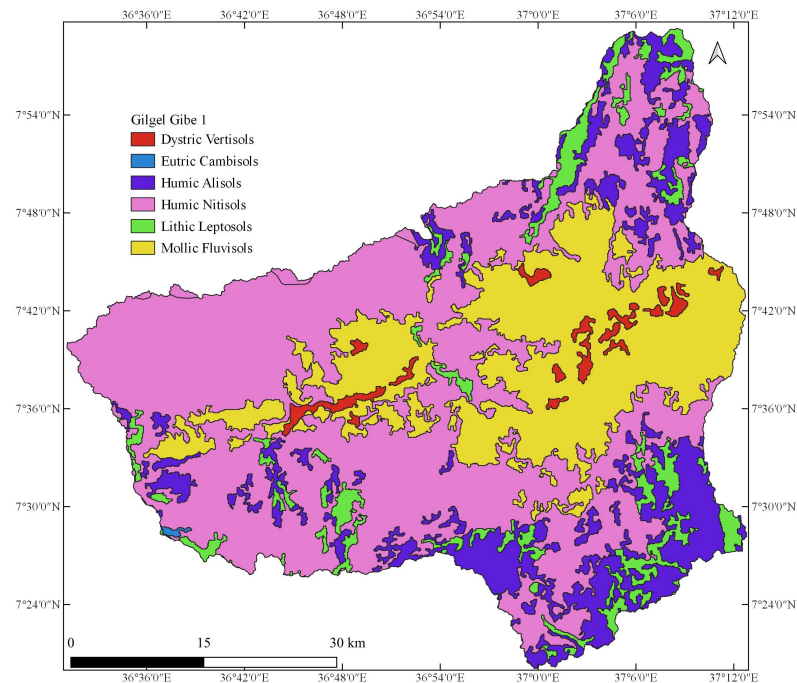 36°36′0″E 36°42′0″E 36°48′0″E 36°54′0″E 37°0′0″E 37°6′0″E 37°12′0″E
7°54′0″N 7°54′0″N
Gilgel Gibe 1
Dystric Vertisols
Eutric Cambisols
Humic Alisols
Humic Nitisols
Lithic Leptosols
Mollic Fluvisols
7°48′0″N 7°48′0″N
7°42′0″N 7°42′0″N
7°36′0″N 7°36′0″N
7°30′0″N 7°30′0″N
7°24′0″N 7°24′0″N
0 15 30 km
36°36′0″E 36°42′0″E 36°48′0″E 36°54′0″E 37°0′0″E 37°6′0″E 37°12′0″E